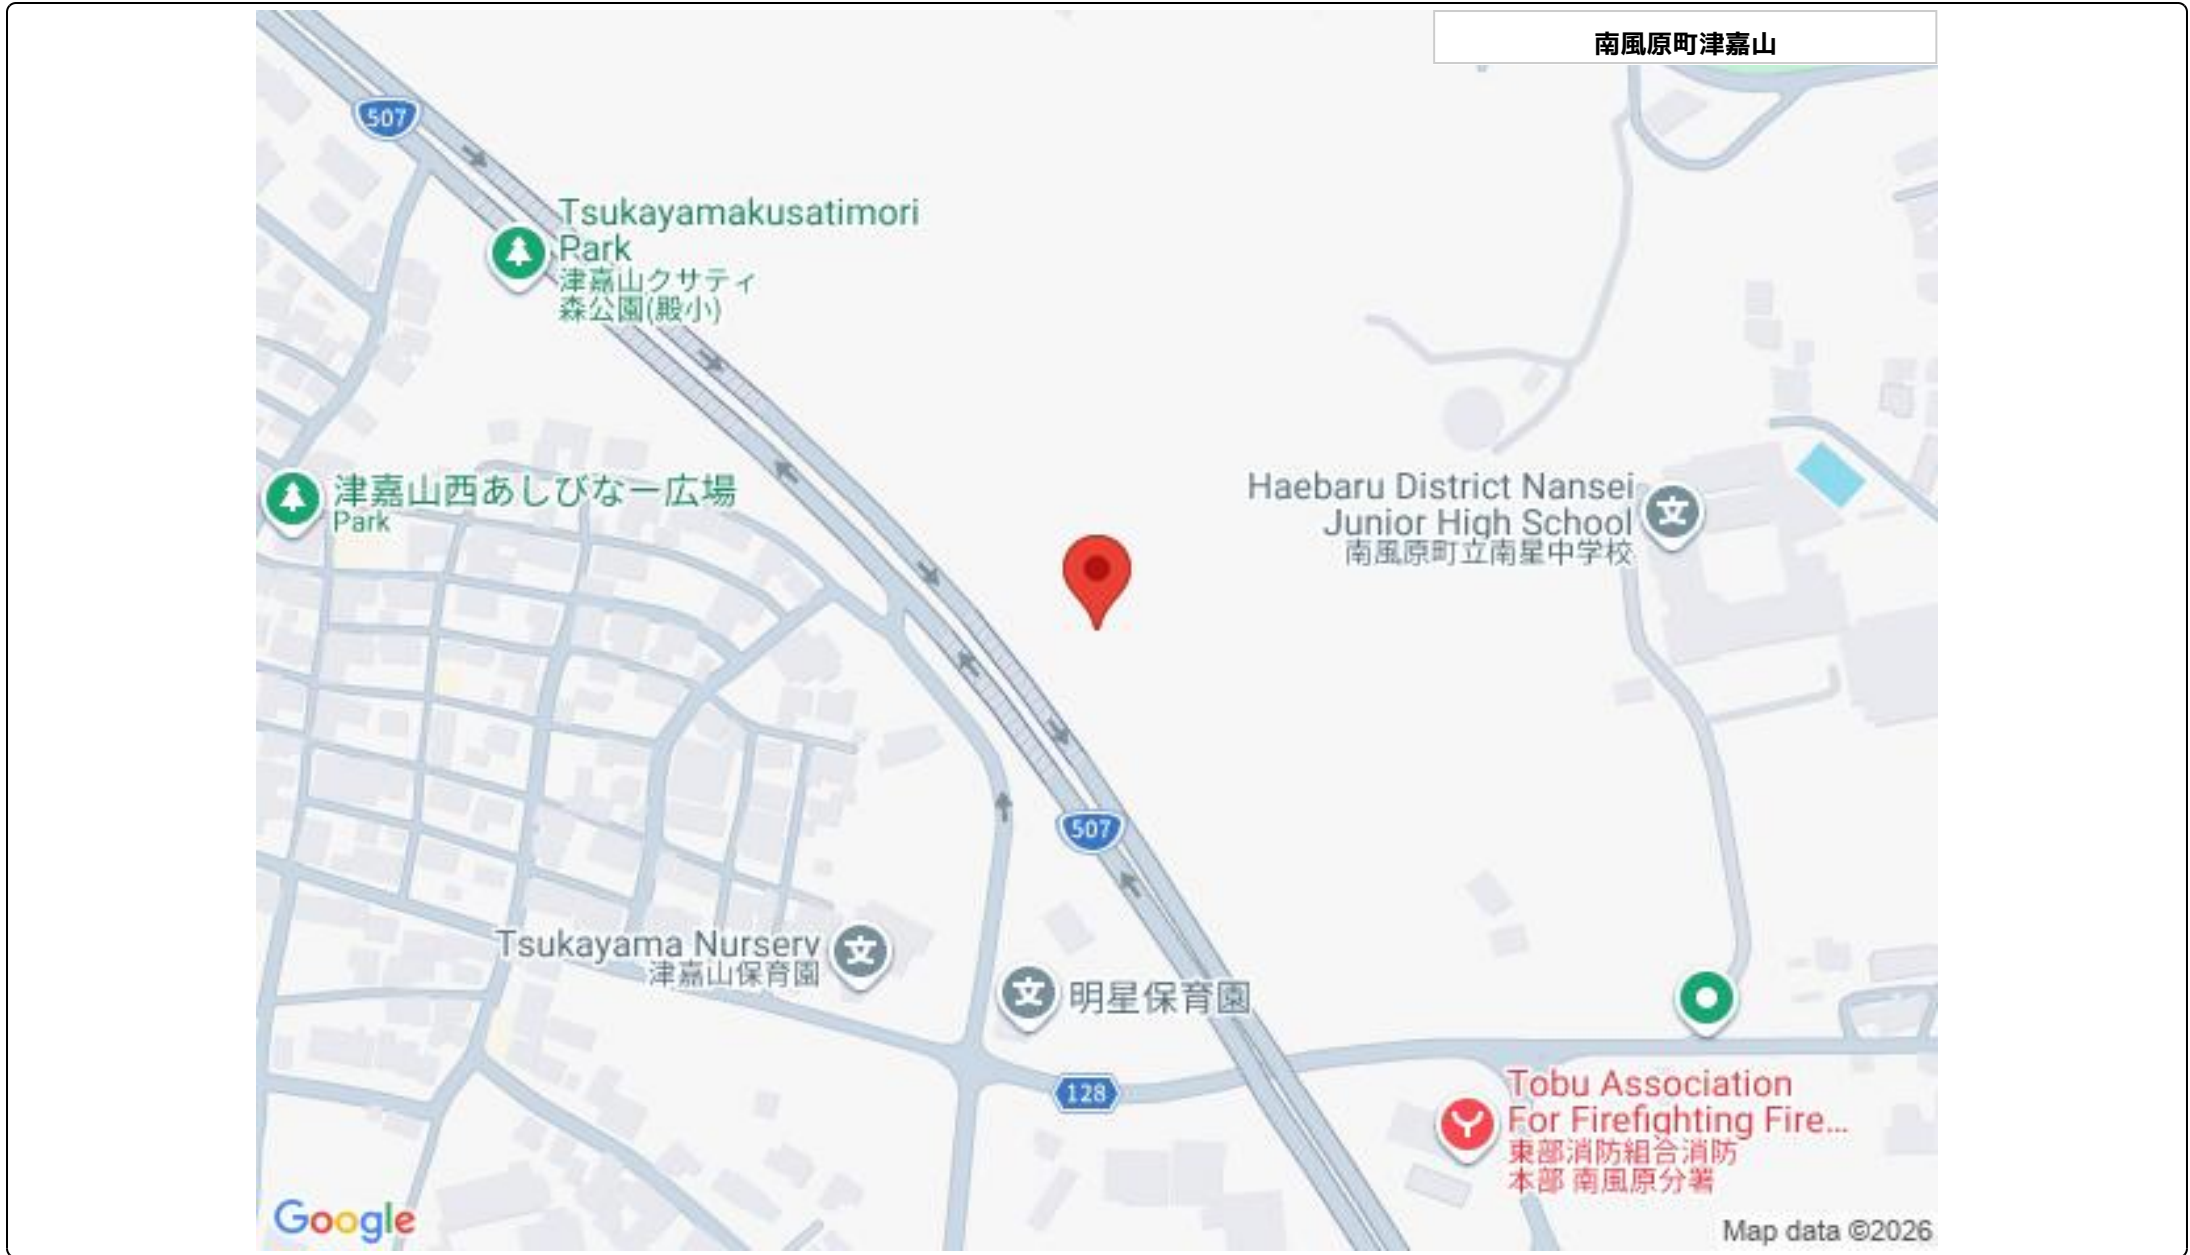 南風原町津嘉山
507
Tsukayamakusatimori
Park
津嘉山クサティ
森公園(殿小)
津嘉山西あしびなー広場
Park
Haebaru District Nansei
Junior High School
南風原町立南星中学校
507
Tsukayama Nursery
津嘉山保育園
明星保育園
128
Tobu Association
For Firefighting Fire...
東部消防組合消防
本部 南風原分署
Google
Map data ©2026